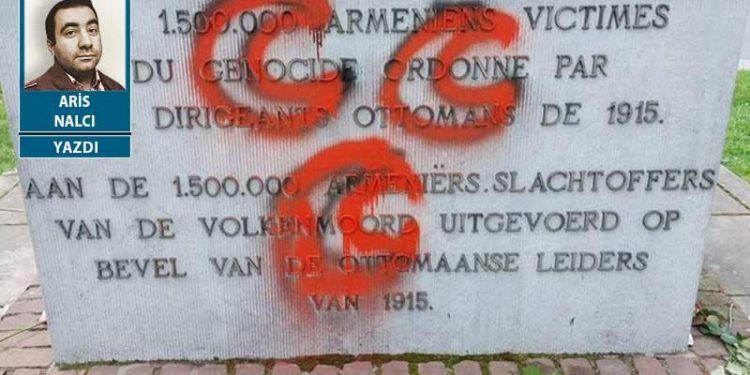 ARİS
NALCI
YAZDI
1.500.000 ARMENIENS VICTIMES
DU GENOCIDE ORDONNE PAR
DIRIGEANTS OTTOMANS DE 1915.
AAN DE 1.500.000 ARMENIËRS.SLACHTOFFERS
VAN DE VOLKENMOORD UITGEVOERD OP
BEVEL VAN DE OTTOMAANSE LEIDERS
VAN 1915.